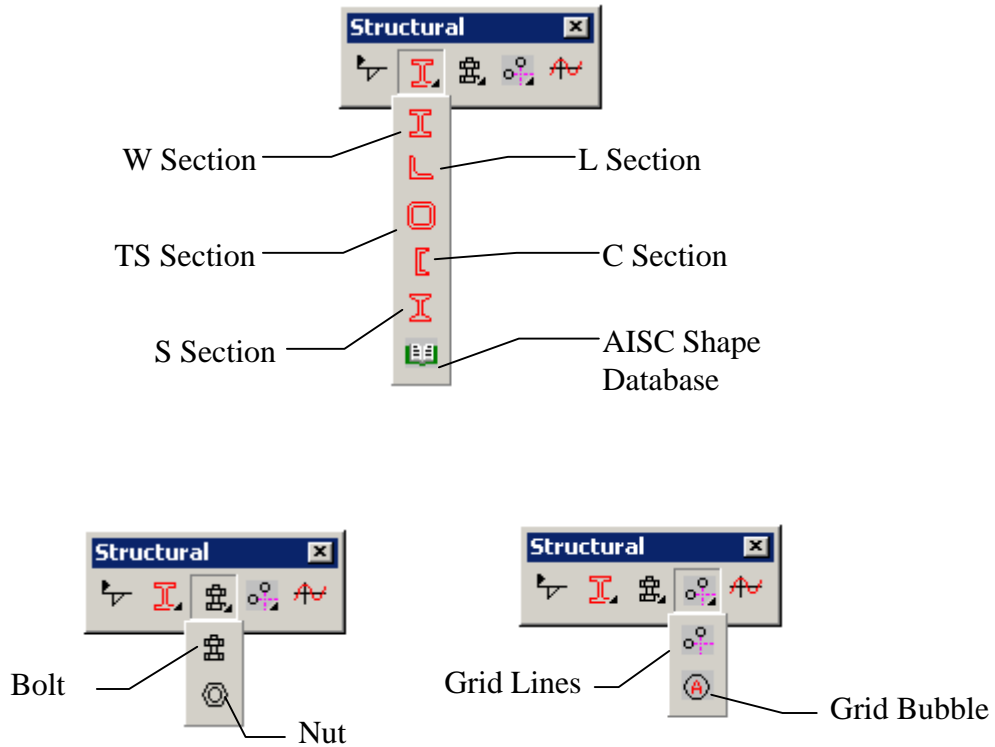 Structural
W Section
L Section
TS Section
C Section
S Section
AISC Shape
Database
Structural
Structural
Bolt
Nut
Grid Lines
A
Grid Bubble